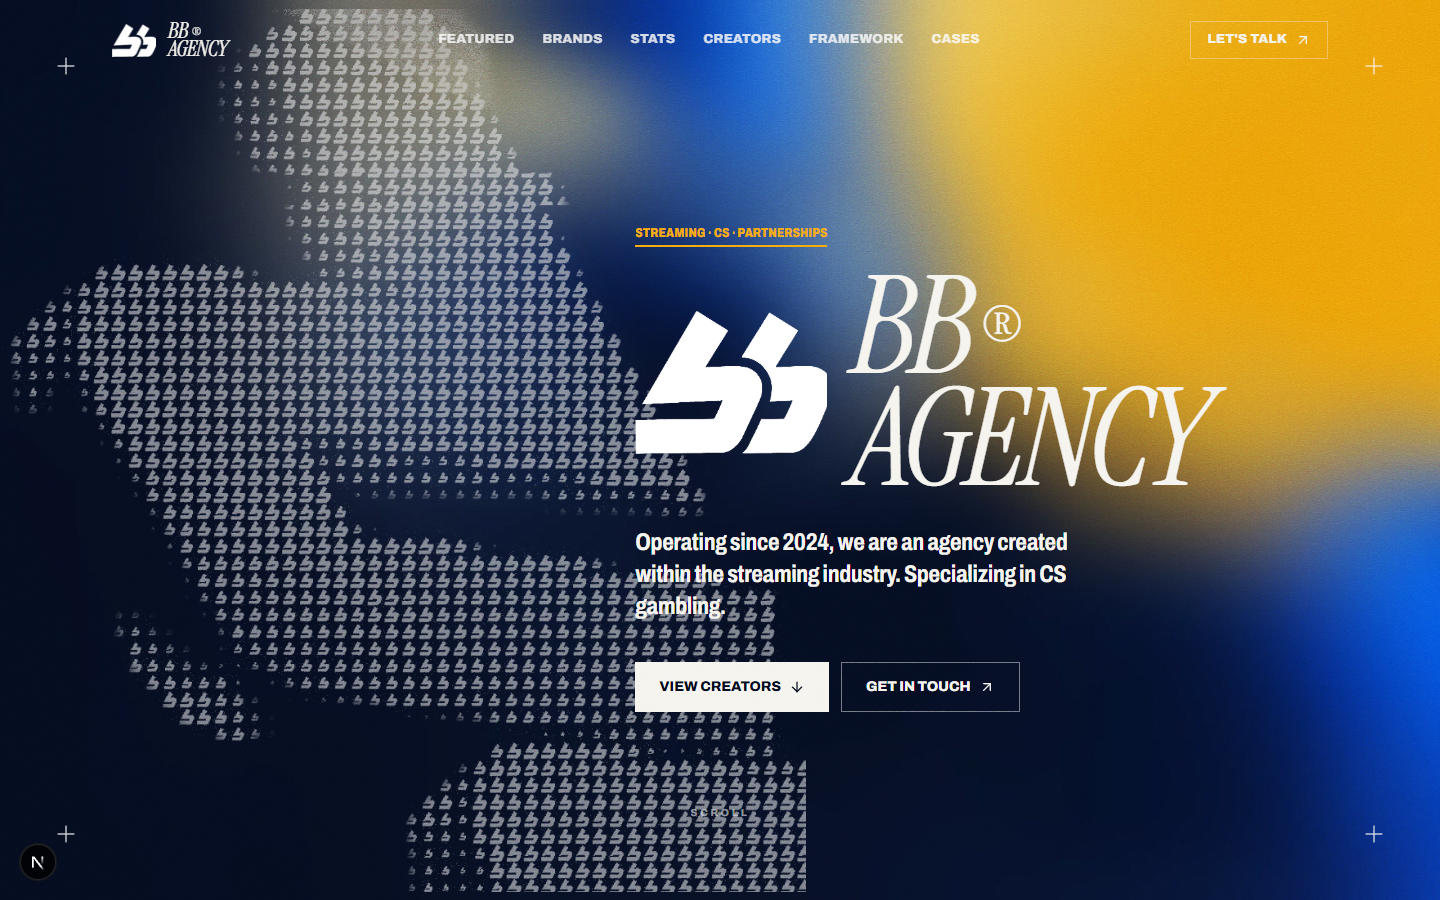 BB ®
AGENCY
FEATURED BRANDS STATS CREATORS FRAMEWORK CASES
LET'S TALK
STREAMING · CS · PARTNERSHIPS
BB ®
AGENCY
Operating since 2024, we are an agency created
within the streaming industry. Specializing in CS
gambling.
VIEW CREATORS
GET IN TOUCH
SCROLL
N